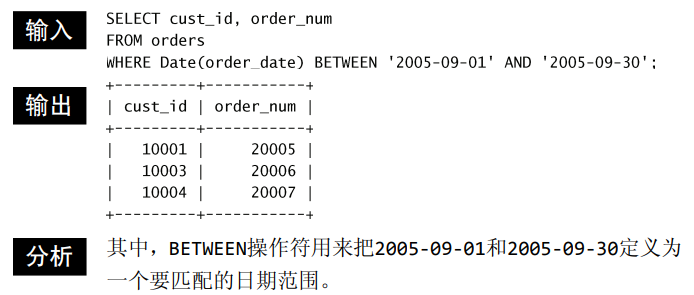 输入
SELECT cust_id, order_num
FROM orders
WHERE Date(order_date) BETWEEN '2005-09-01' AND '2005-09-30';
输出
+---------+-----------+
| cust_id | order_num |
+---------+-----------+
|   10001 |     20005 |
|   10003 |     20006 |
|   10004 |     20007 |
+---------+-----------+
分析
其中，BETWEEN操作符用来把2005-09-01和2005-09-30定义为
一个要匹配的日期范围。